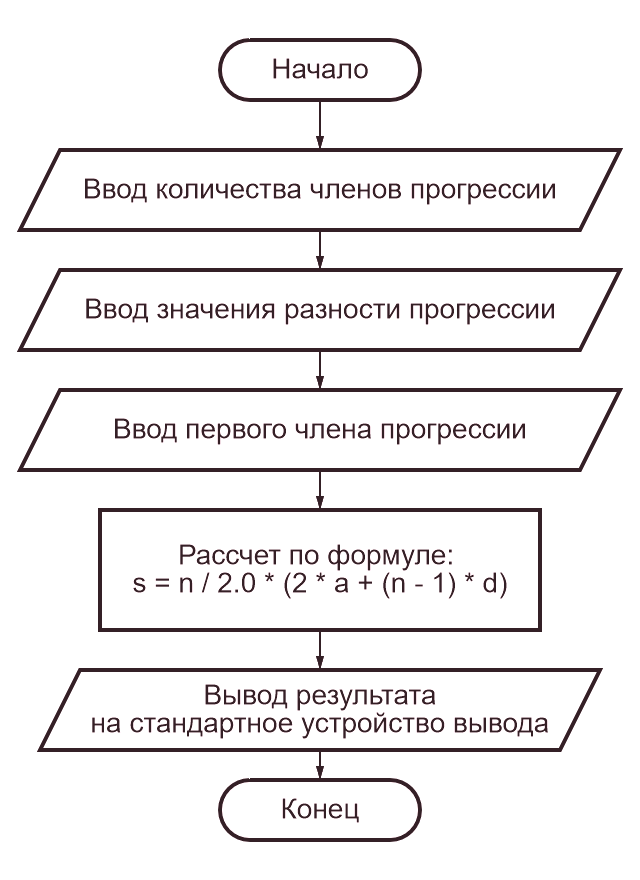 Начало
Ввод количества членов прогрессии
Ввод значения разности прогрессии
Ввод первого члена прогрессии
Рассчет по формуле:
s = n / 2.0 * (2 * a + (n - 1) * d)
Вывод результата
на стандартное устройство вывода
Конец